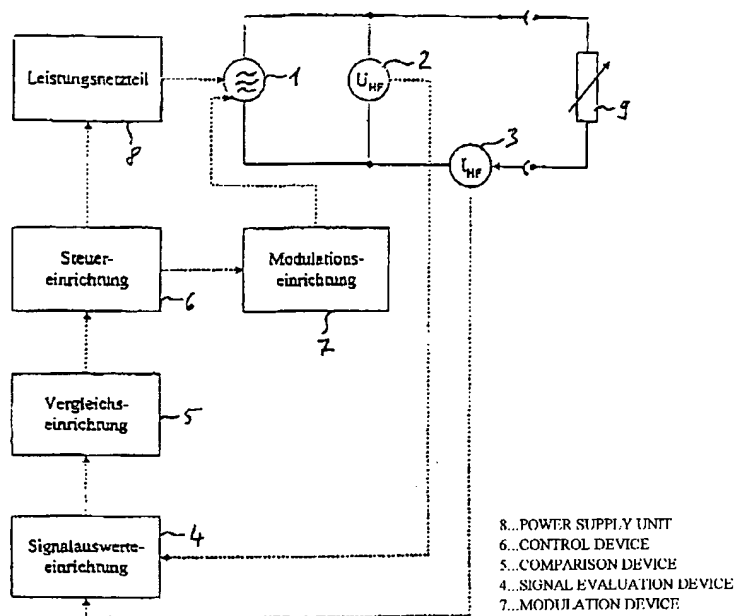 Leistungsnetzteil
8
1
U_HF
2
9
3
I_HF
Steuer-
einrichtung
6
Modulations-
einrichtung
7
Vergleichs-
einrichtung
5
Signalauswerte-
einrichtung
4
8...POWER SUPPLY UNIT
6...CONTROL DEVICE
5...COMPARISON DEVICE
4...SIGNAL EVALUATION DEVICE
7...MODULATION DEVICE